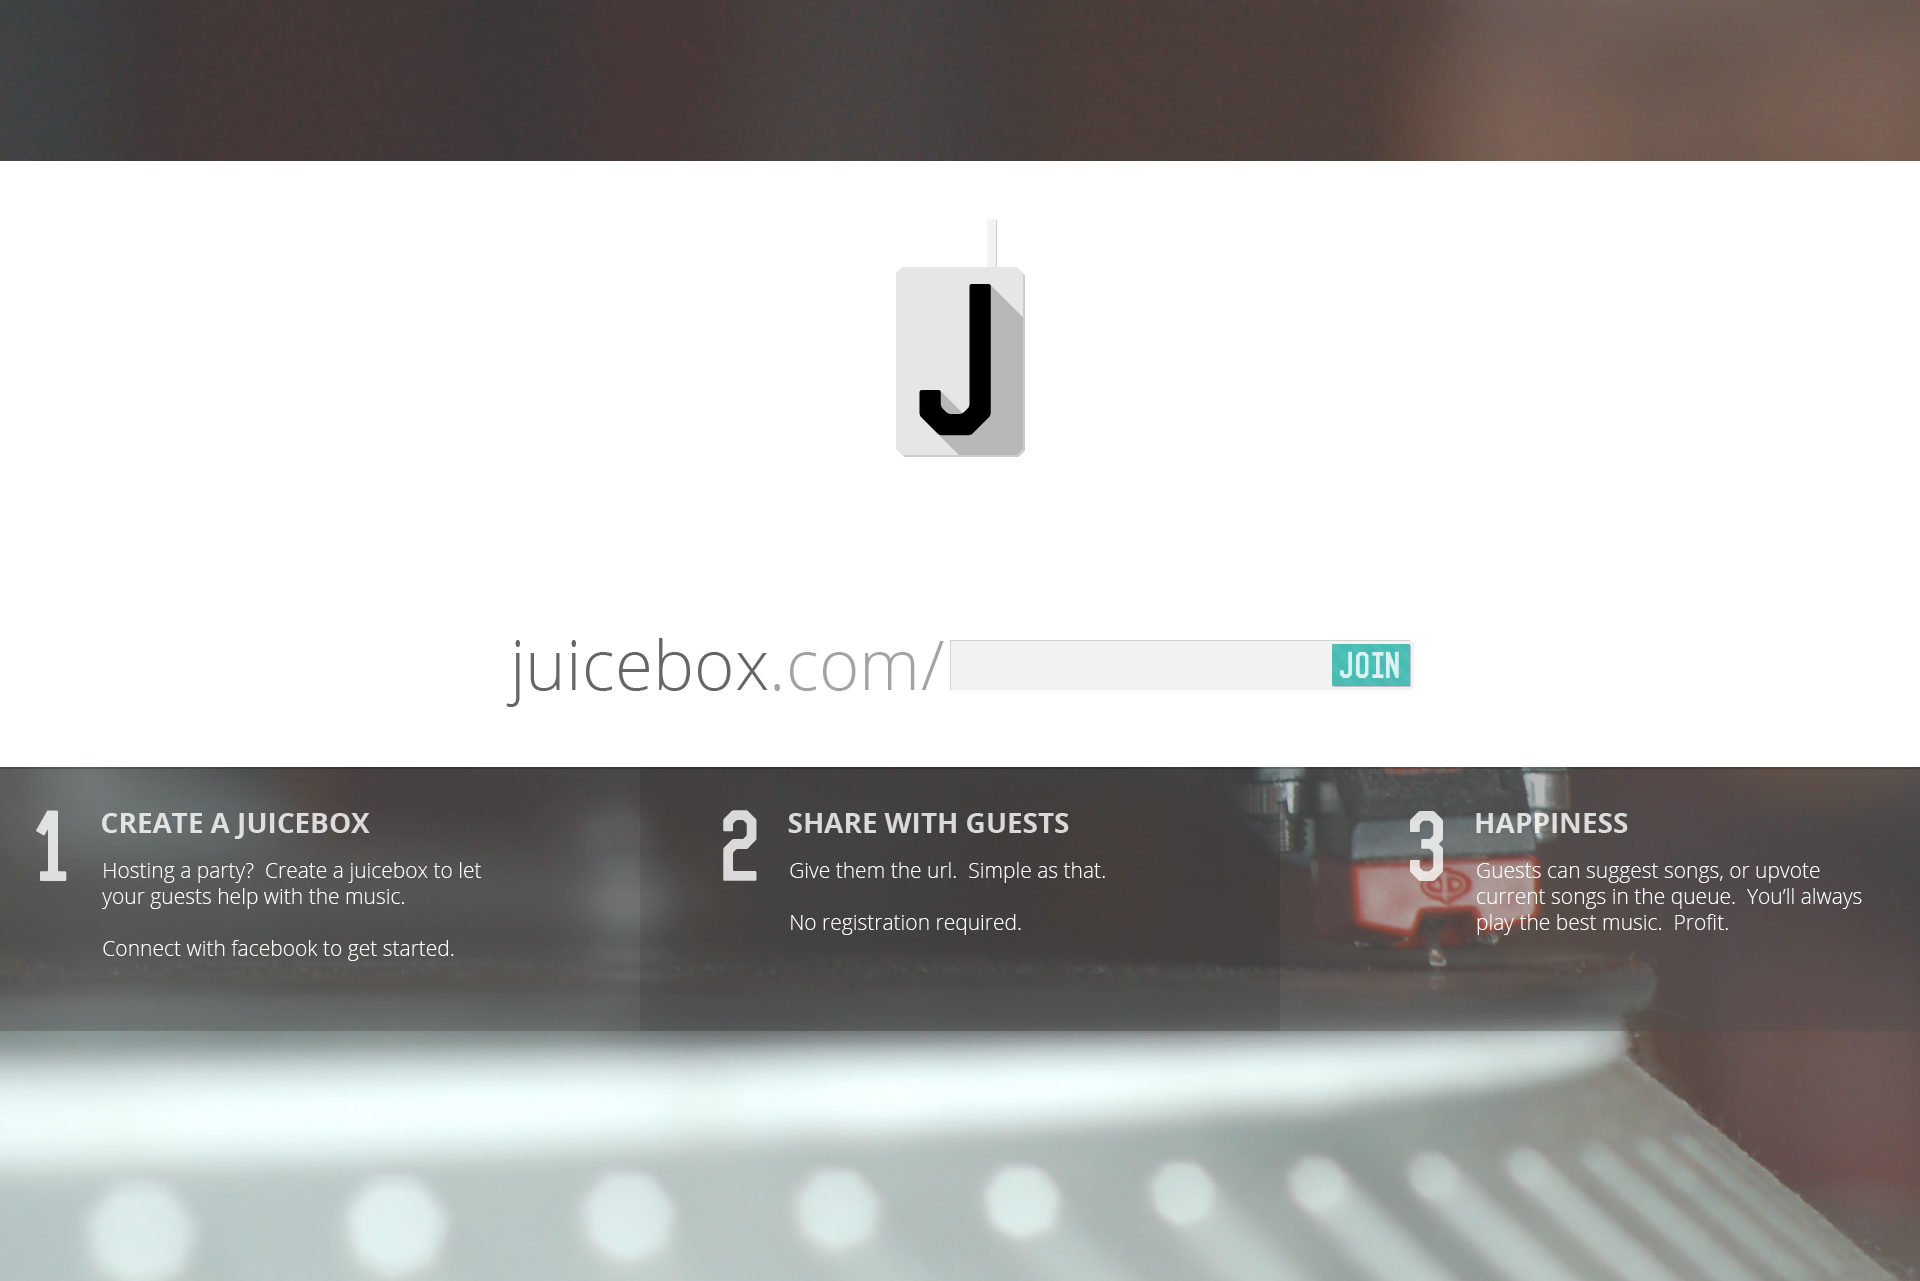 J
juicebox.com/
JOIN
1
CREATE A JUICEBOX
Hosting a party?  Create a juicebox to let
your guests help with the music.
Connect with facebook to get started.
2
SHARE WITH GUESTS
Give them the url.  Simple as that.
No registration required.
3
HAPPINESS
Guests can suggest songs, or upvote
current songs in the queue.  You’ll always
play the best music.  Profit.